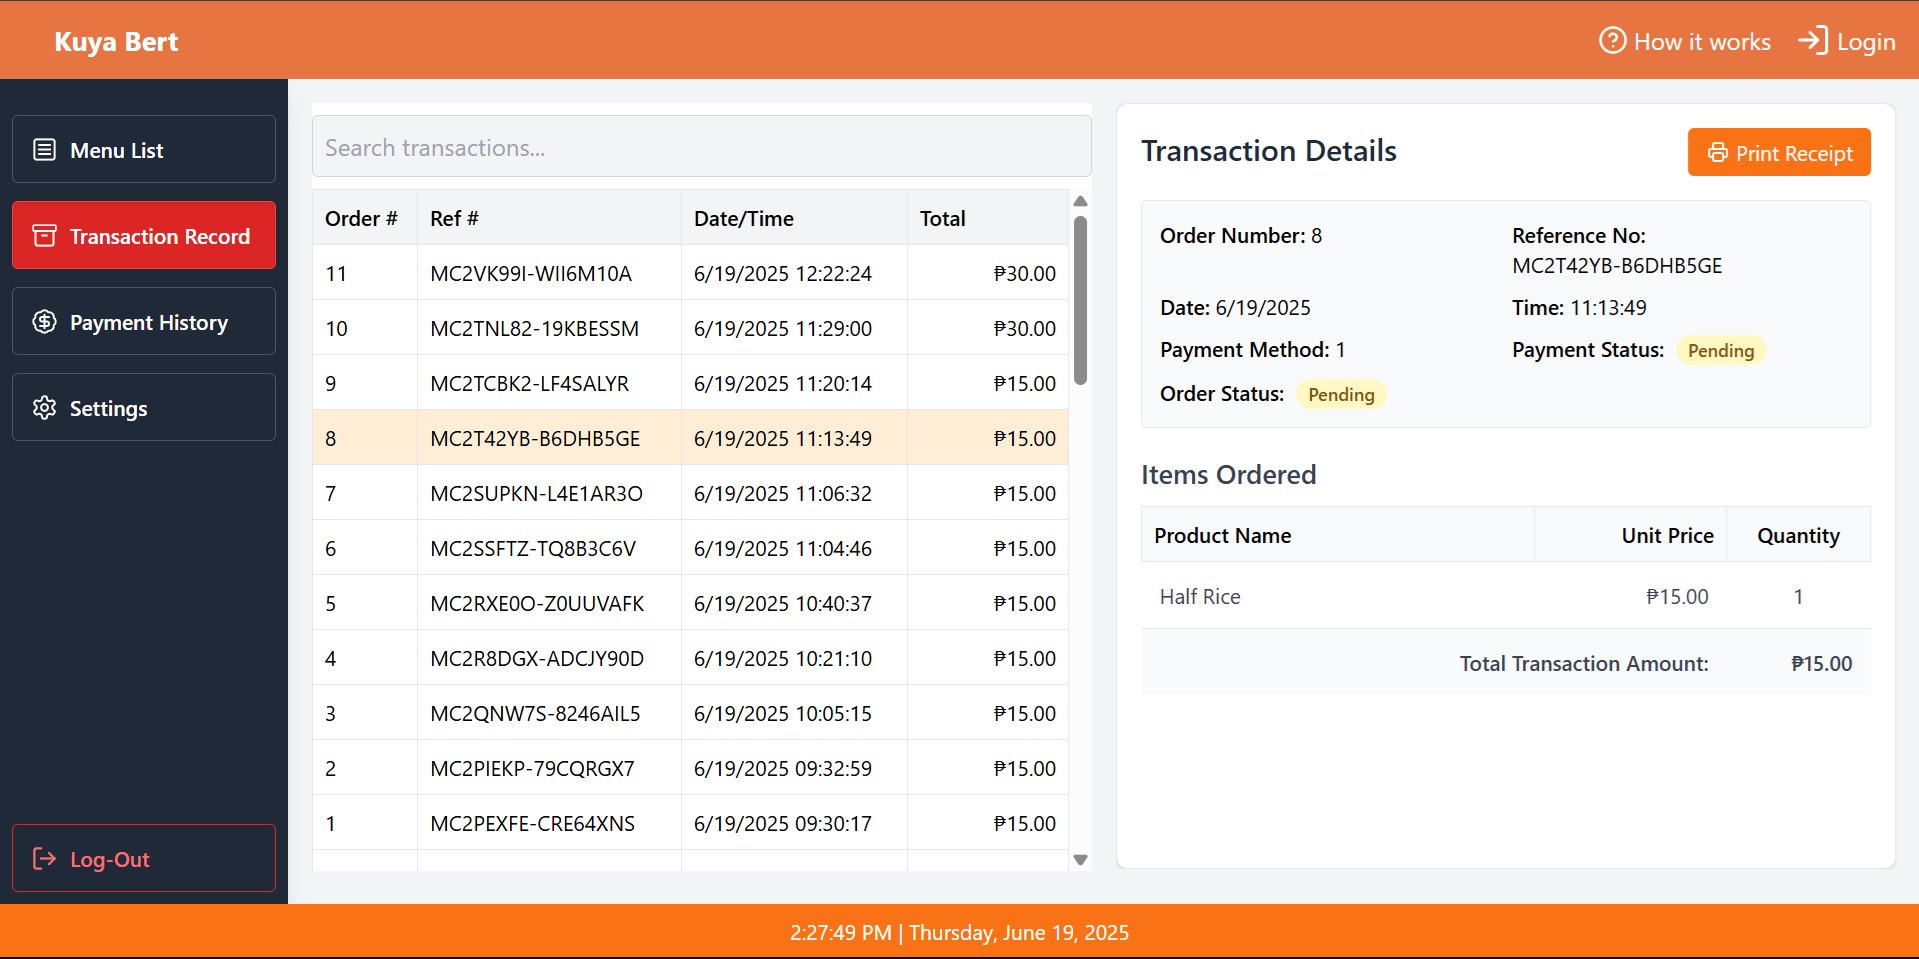 Kuya Bert
How it works
Login
Menu List
Transaction Record
Payment History
Settings
Log-Out
Search transactions...
Order # Ref # Date/Time Total
11 MC2VK99I-WII6M10A 6/19/2025 12:22:24 ₱30.00
10 MC2TNL82-19KBESSM 6/19/2025 11:29:00 ₱30.00
9 MC2TCBK2-LF4SALYR 6/19/2025 11:20:14 ₱15.00
8 MC2T42YB-B6DHB5GE 6/19/2025 11:13:49 ₱15.00
7 MC2SUPKN-L4E1AR3O 6/19/2025 11:06:32 ₱15.00
6 MC2SSFTZ-TQ8B3C6V 6/19/2025 11:04:46 ₱15.00
5 MC2RXE0O-Z0UUVAFK 6/19/2025 10:40:37 ₱15.00
4 MC2R8DGX-ADCJY90D 6/19/2025 10:21:10 ₱15.00
3 MC2QNW7S-8246AIL5 6/19/2025 10:05:15 ₱15.00
2 MC2PIEKP-79CQRGX7 6/19/2025 09:32:59 ₱15.00
1 MC2PEXFE-CRE64XNS 6/19/2025 09:30:17 ₱15.00
Transaction Details
Print Receipt
Order Number: 8
Reference No:
MC2T42YB-B6DHB5GE
Date: 6/19/2025
Time: 11:13:49
Payment Method: 1
Payment Status: Pending
Order Status: Pending
Items Ordered
Product Name Unit Price Quantity
Half Rice ₱15.00 1
Total Transaction Amount: ₱15.00
2:27:49 PM | Thursday, June 19, 2025